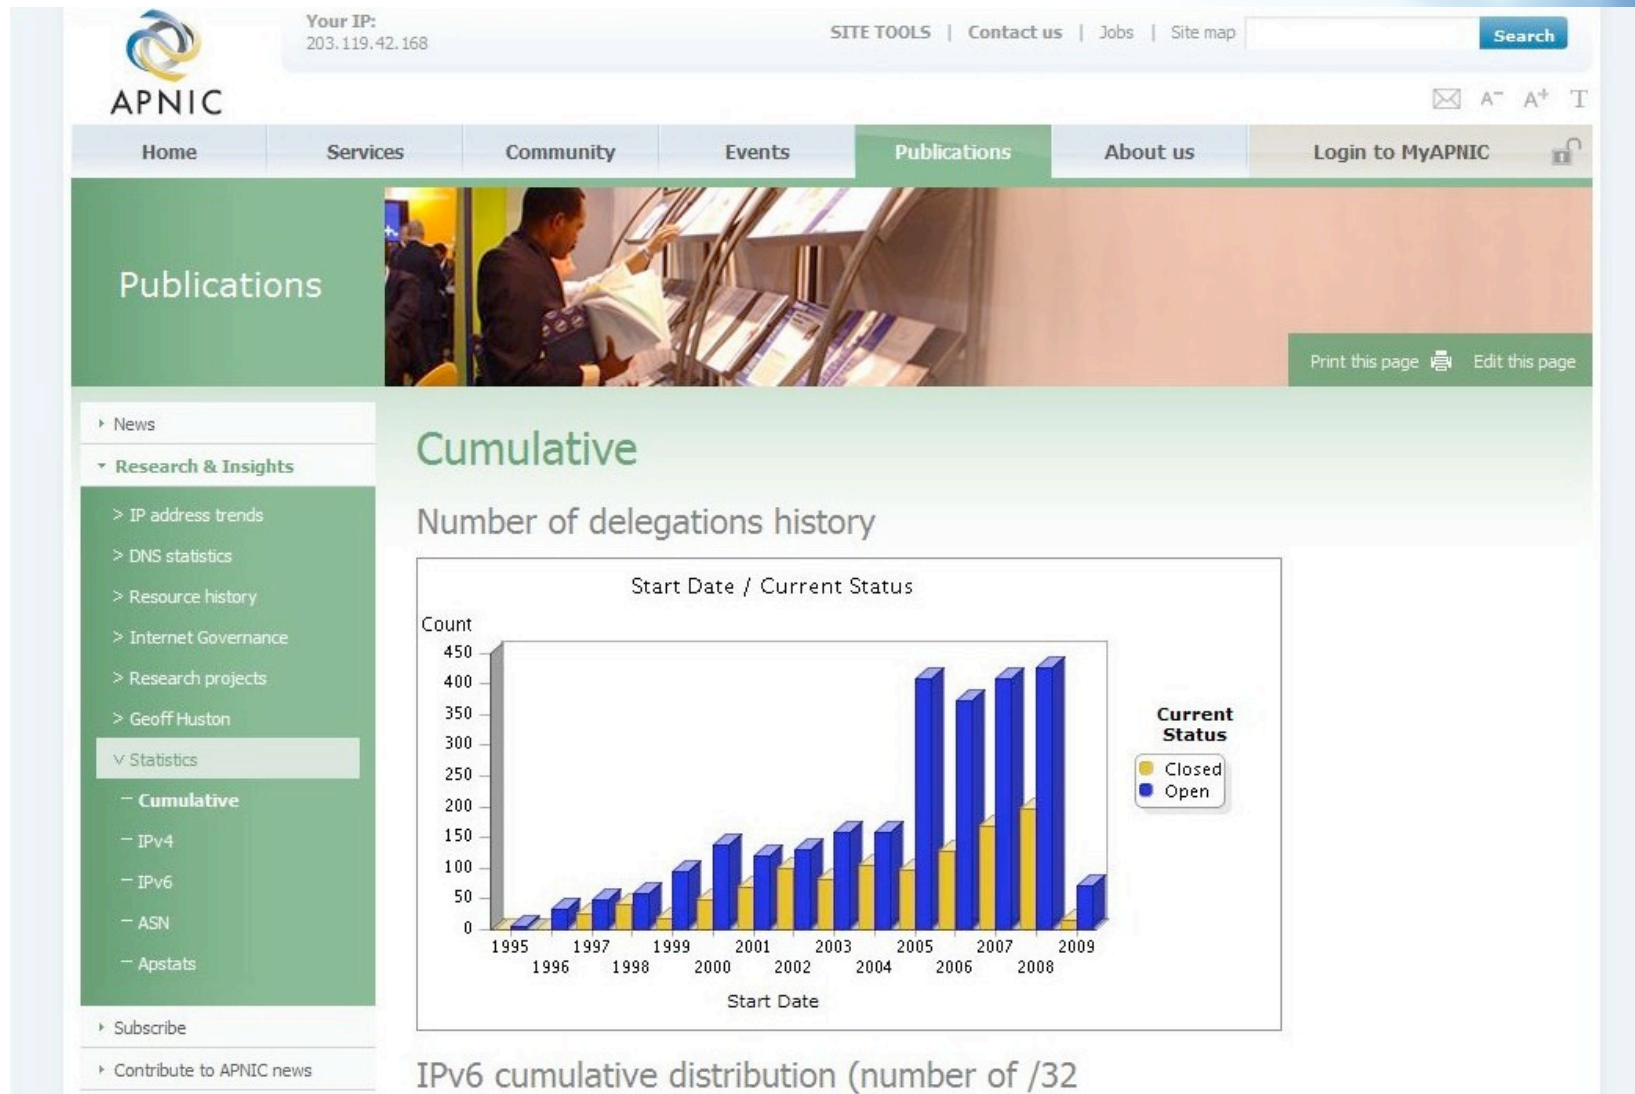 Your IP:
203.119.42.168
SITE TOOLS | Contact us | Jobs | Site map
Search
APNIC
A- A+ T
Home Services Community Events Publications About us Login to MyAPNIC
Publications
Print this page Edit this page
News
Research & Insights
> IP address trends
> DNS statistics
> Resource history
> Internet Governance
> Research projects
> Geoff Huston
v Statistics
– Cumulative
– IPv4
– IPv6
– ASN
– Apstats
Subscribe
Contribute to APNIC news
Cumulative
Number of delegations history
Start Date / Current Status
Count
450
400
350
300
250
200
150
100
50
0
1995 1997 1999 2001 2003 2005 2007 2009
1996 1998 2000 2002 2004 2006 2008
Start Date
Current
Status
Closed
Open
IPv6 cumulative distribution (number of /32